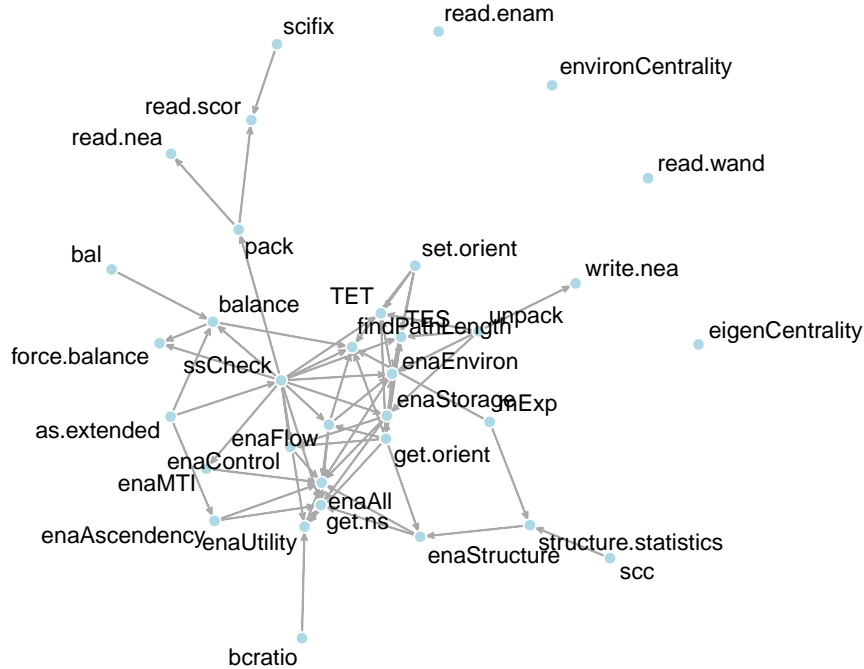 read.enam
scifix
environCentrality
read.scor
read.nea
read.wand
pack
set.orient
bal
write.nea
TET
balance
TES
unpack
findPathLength
eigenCentrality
force.balance
ssCheck
enaEnviron
enaStorage
mExp
as.extended
enaFlow
get.orient
enaControl
enaMTI
enaAll
get.ns
enaAscendency
enaUtility
structure.statistics
enaStructure
scc
bcratio